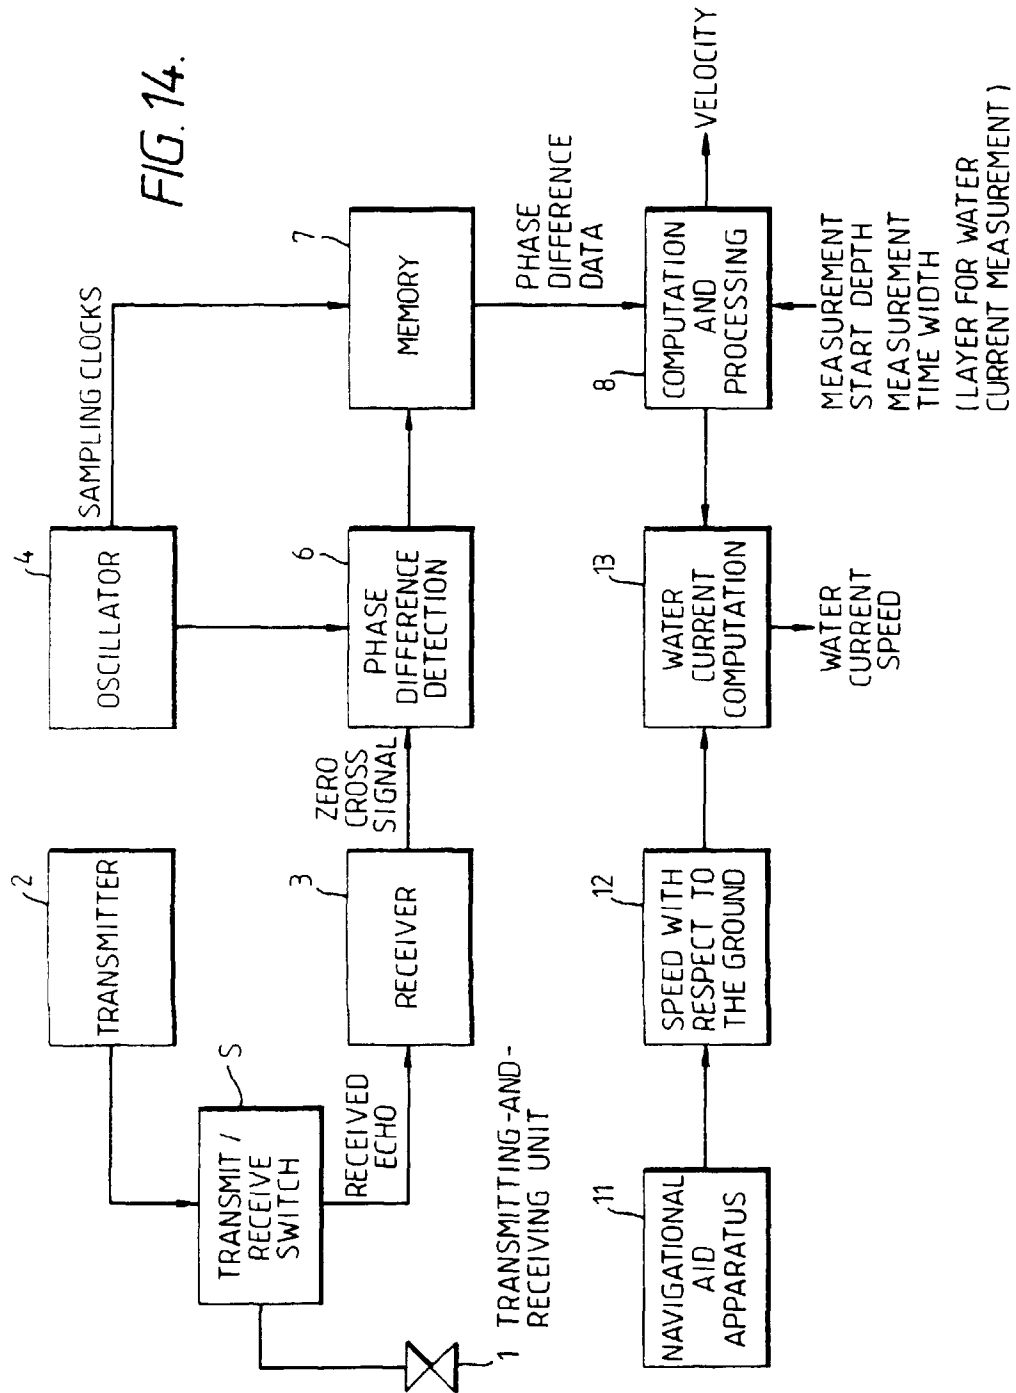 FIG. 14.
2
TRANSMITTER
4
OSCILLATOR
SAMPLING CLOCKS
S
TRANSMIT /
RECEIVE
SWITCH
RECEIVED
ECHO
3
RECEIVER
ZERO
CROSS
SIGNAL
6
PHASE
DIFFERENCE
DETECTION
7
MEMORY
PHASE
DIFFERENCE
DATA
1 TRANSMITTING-AND-
RECEIVING UNIT
11
NAVIGATIONAL
AID
APPARATUS
12
SPEED WITH
RESPECT TO
THE GROUND
13
WATER
CURRENT
COMPUTATION
WATER
CURRENT
SPEED
8
COMPUTATION
AND
PROCESSING
VELOCITY
MEASUREMENT
START DEPTH
MEASUREMENT
TIME WIDTH
(LAYER FOR WATER
CURRENT MEASUREMENT)